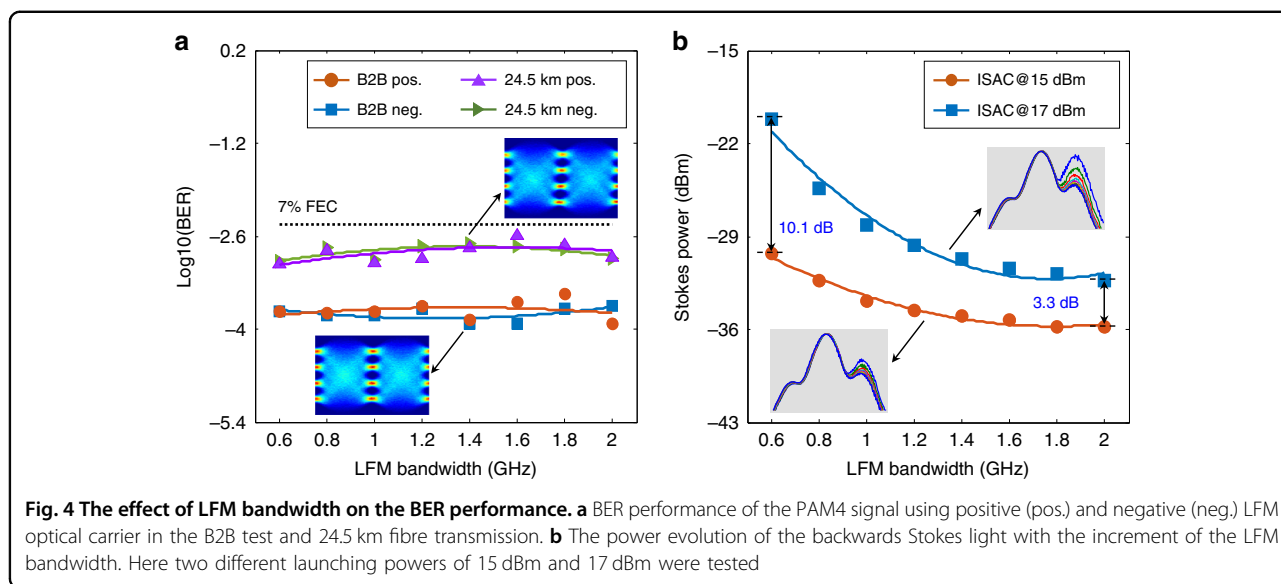 a
0.2
−1.2
−2.6
−4
−5.4
Log10(BER)
B2B pos.
24.5 km pos.
B2B neg.
24.5 km neg.
7% FEC
0.6 0.8 1 1.2 1.4 1.6 1.8 2
LFM bandwidth (GHz)
b
−15
−22
−29
−36
−43
Stokes power (dBm)
ISAC@15 dBm
ISAC@17 dBm
10.1 dB
3.3 dB
0.6 0.8 1 1.2 1.4 1.6 1.8 2
LFM bandwidth (GHz)
Fig. 4 The effect of LFM bandwidth on the BER performance. a BER performance of the PAM4 signal using positive (pos.) and negative (neg.) LFM
optical carrier in the B2B test and 24.5 km fibre transmission. b The power evolution of the backwards Stokes light with the increment of the LFM
bandwidth. Here two different launching powers of 15 dBm and 17 dBm were tested